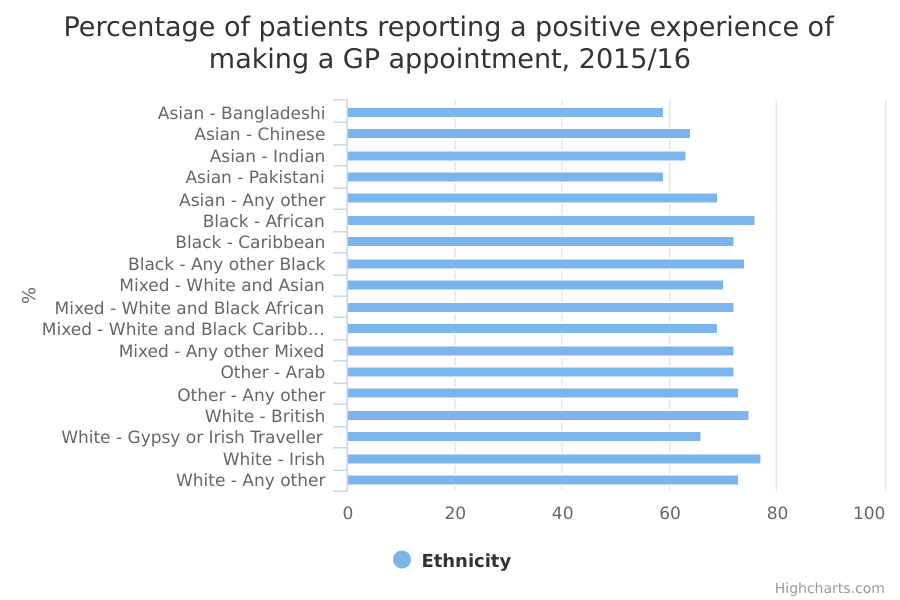 Percentage of patients reporting a positive experience of
making a GP appointment, 2015/16
Asian - Bangladeshi
Asian - Chinese
Asian - Indian
Asian - Pakistani
Asian - Any other
Black - African
Black - Caribbean
Black - Any other Black
Mixed - White and Asian
%
Mixed - White and Black African
Mixed - White and Black Caribb…
Mixed - Any other Mixed
Other - Arab
Other - Any other
White - British
White - Gypsy or Irish Traveller
White - Irish
White - Any other
0 20 40 60 80 100
Ethnicity
Highcharts.com